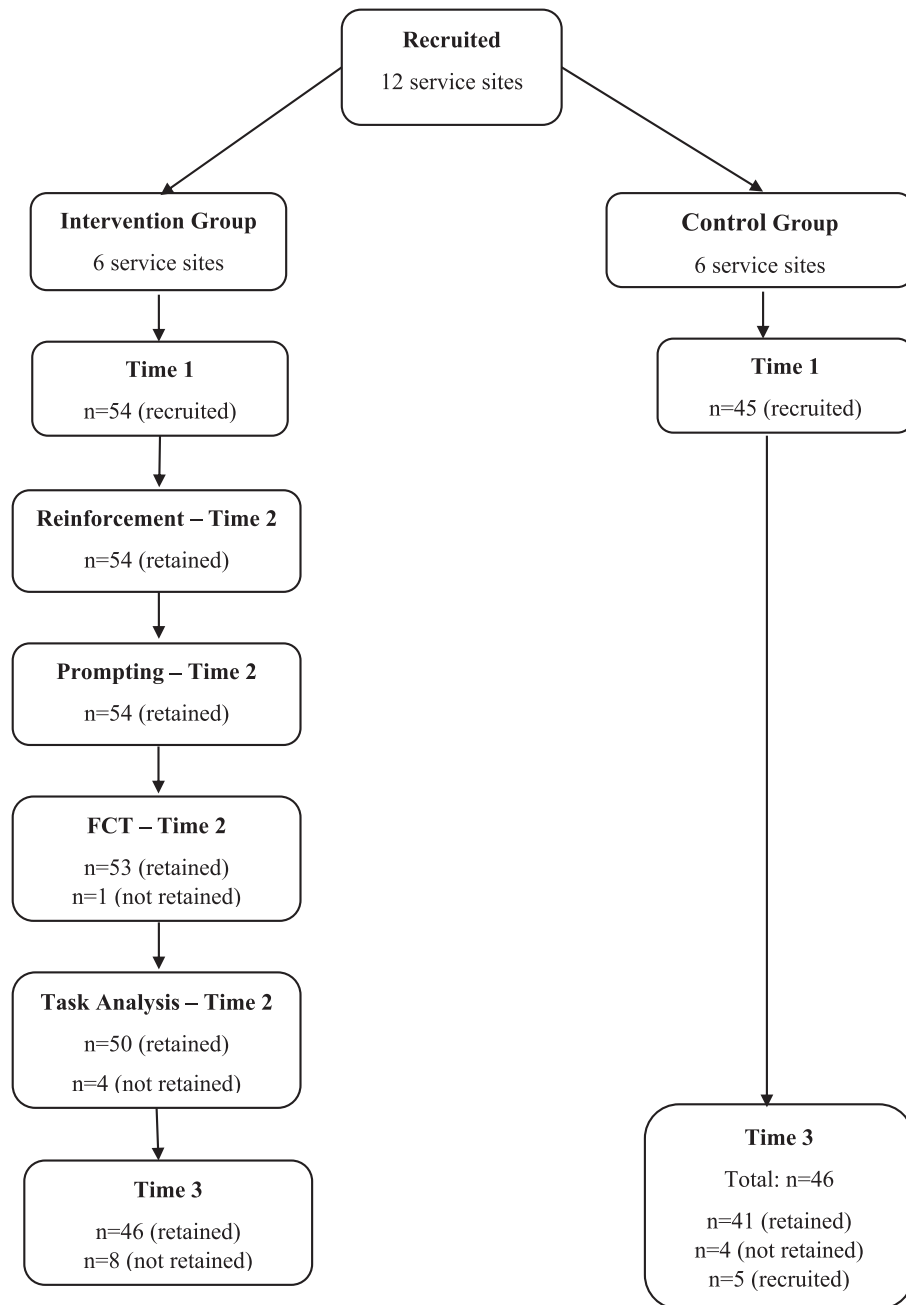 Recruited
12 service sites
Intervention Group
6 service sites
Control Group
6 service sites
Time 1
n=54 (recruited)
Time 1
n=45 (recruited)
Reinforcement – Time 2
n=54 (retained)
Prompting – Time 2
n=54 (retained)
FCT – Time 2
n=53 (retained)
n=1 (not retained)
Task Analysis – Time 2
n=50 (retained)
n=4 (not retained)
Time 3
n=46 (retained)
n=8 (not retained)
Time 3
Total: n=46
n=41 (retained)
n=4 (not retained)
n=5 (recruited)